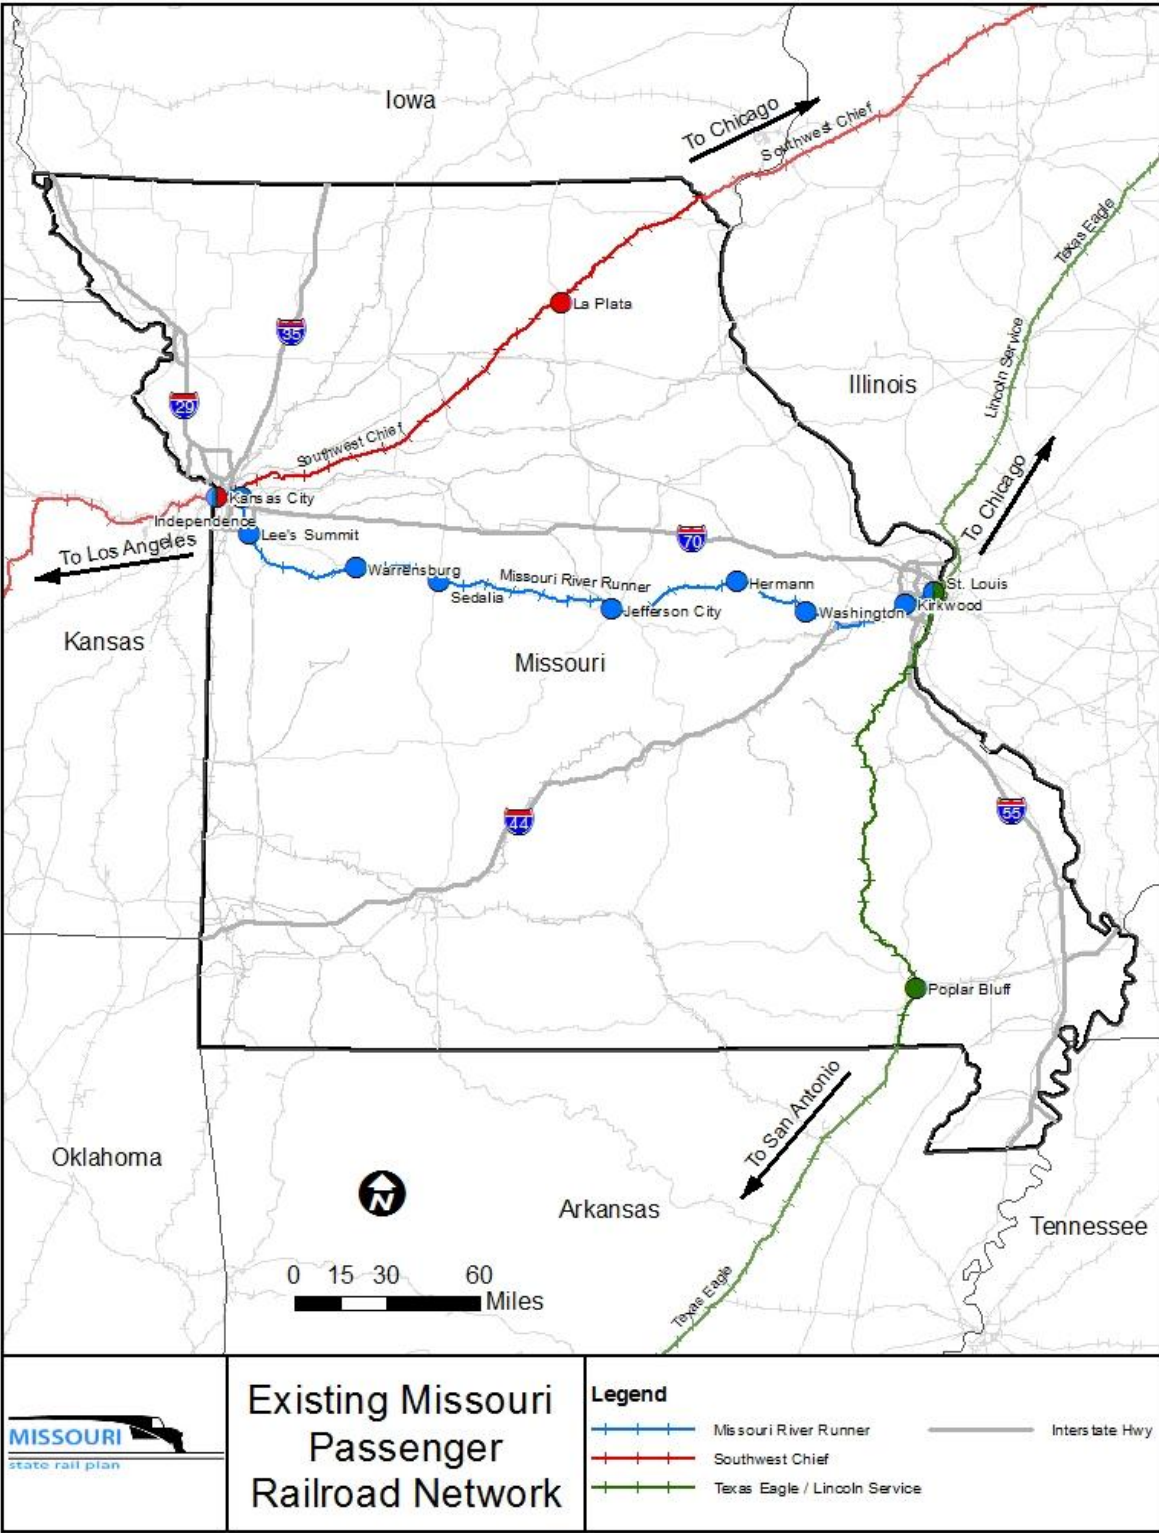 Iowa
To Chicago
Southwest Chief
Texas Eagle
La Plata
35
Lincoln Service
Illinois
29
Southwest Chief
To Chicago
Kansas City
Independence
Lee's Summit
70
To Los Angeles
Warrensburg
Missouri River Runner
Hermann
St. Louis
Sedalia
Jefferson City
Washington
Kirkwood
Kansas
Missouri
44
55
Poplar Bluff
To San Antonio
Oklahoma
N
Arkansas
Tennessee
0 15 30 60
Miles
Texas Eagle
MISSOURI
state rail plan
Existing Missouri
Passenger
Railroad Network
Legend
Missouri River Runner
Interstate Hwy
Southwest Chief
Texas Eagle / Lincoln Service